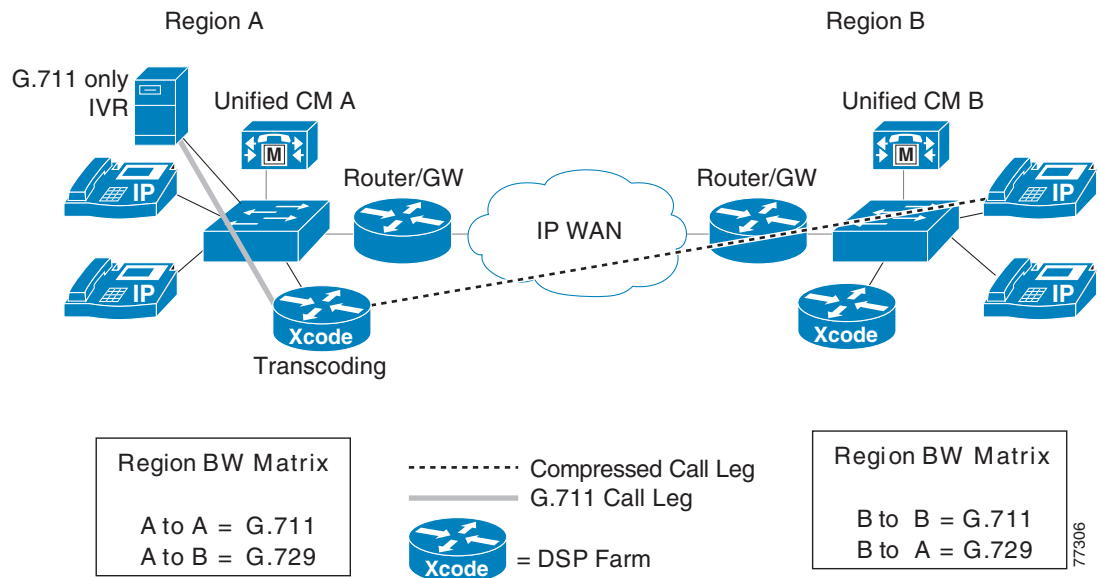 Region A
Region B
G.711 only
IVR
Unified CM A
Unified CM B
M
M
Router/GW
Router/GW
IP
IP WAN
IP
IP
IP
Xcode
Xcode
Transcoding
Region BW Matrix
A to A = G.711
A to B = G.729
Compressed Call Leg
G.711 Call Leg
Xcode
= DSP Farm
Region BW Matrix
B to B = G.711
B to A = G.729
77306